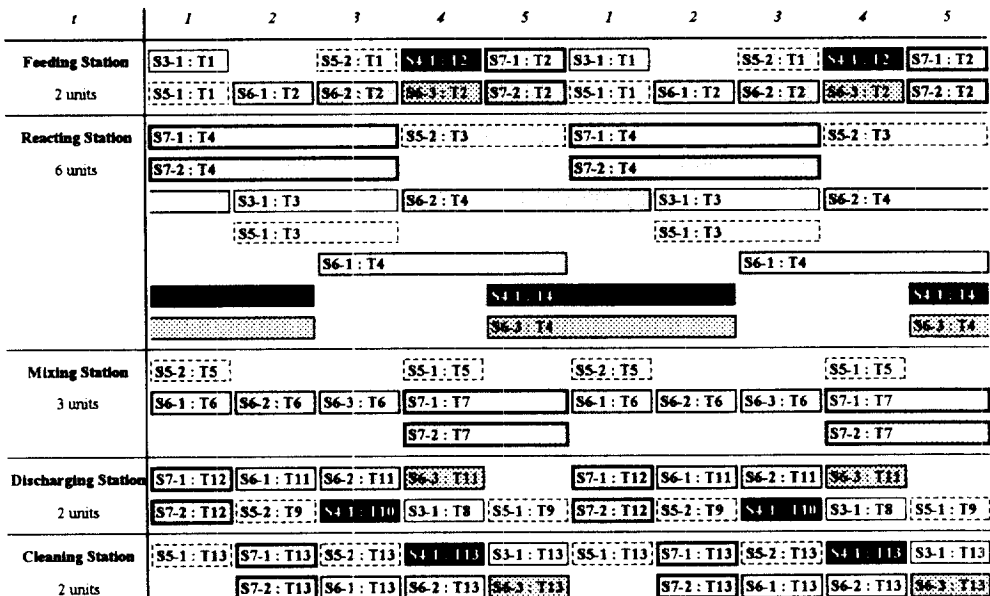 t 1 2 3 4 5 1 2 3 4 5
Feeding Station S3-1 : T1 S5-2 : T1 S4-1 : T2 S7-1 : T2 S3-1 : T1 S5-2 : T1 S4-1 : T2 S7-1 : T2
2 units S5-1 : T1 S6-1 : T2 S6-2 : T2 S6-3 : T2 S7-2 : T2 S5-1 : T1 S6-1 : T2 S6-2 : T2 S6-3 : T2 S7-2 : T2
Reacting Station S7-1 : T4 S5-2 : T3 S7-1 : T4 S5-2 : T3
6 units S7-2 : T4 S7-2 : T4
S3-1 : T3 S6-2 : T4 S3-1 : T3 S6-2 : T4
S5-1 : T3 S5-1 : T3
S6-1 : T4 S6-1 : T4
S4-1 : T4 S4-1 : T4
S6-3 : T4 S6-3 : T4
Mixing Station S5-2 : T5 S5-1 : T5 S5-2 : T5 S5-1 : T5
3 units S6-1 : T6 S6-2 : T6 S6-3 : T6 S7-1 : T7 S6-1 : T6 S6-2 : T6 S6-3 : T6 S7-1 : T7
S7-2 : T7 S7-2 : T7
Discharging Station S7-1 : T12 S6-1 : T11 S6-2 : T11 S6-3 : T11 S7-1 : T12 S6-1 : T11 S6-2 : T11 S6-3 : T11
2 units S7-2 : T12 S5-2 : T9 S4-1 : T10 S3-1 : T8 S5-1 : T9 S7-2 : T12 S5-2 : T9 S4-1 : T10 S3-1 : T8 S5-1 : T9
Cleaning Station S5-1 : T13 S7-1 : T13 S5-2 : T13 S4-1 : T13 S3-1 : T13 S5-1 : T13 S7-1 : T13 S5-2 : T13 S4-1 : T13 S3-1 : T13
2 units S7-2 : T13 S6-1 : T13 S6-2 : T13 S6-3 : T13 S7-2 : T13 S6-1 : T13 S6-2 : T13 S6-3 : T13